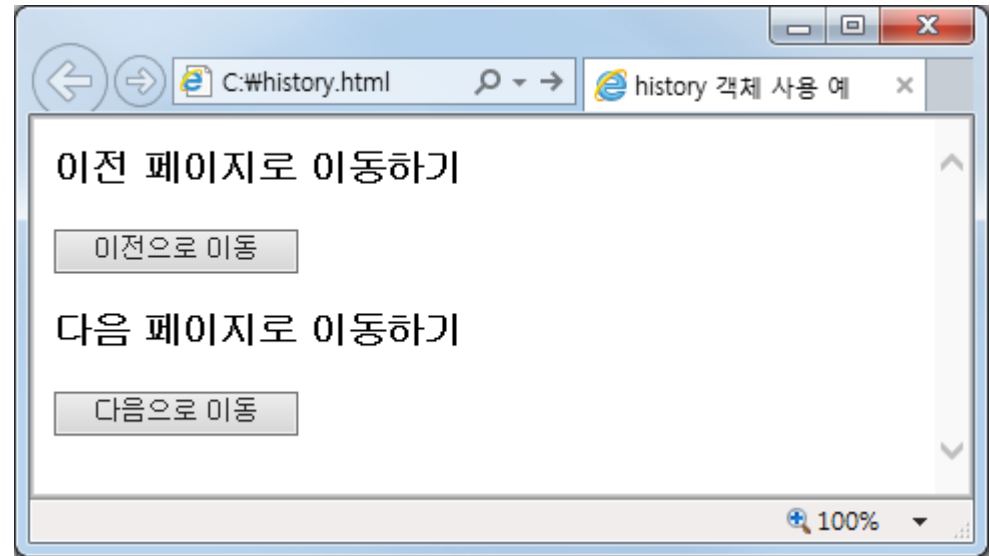 C:₩history.html
history 객체 사용 예
이전 페이지로 이동하기
이전으로 이동
다음 페이지로 이동하기
다음으로 이동
100%